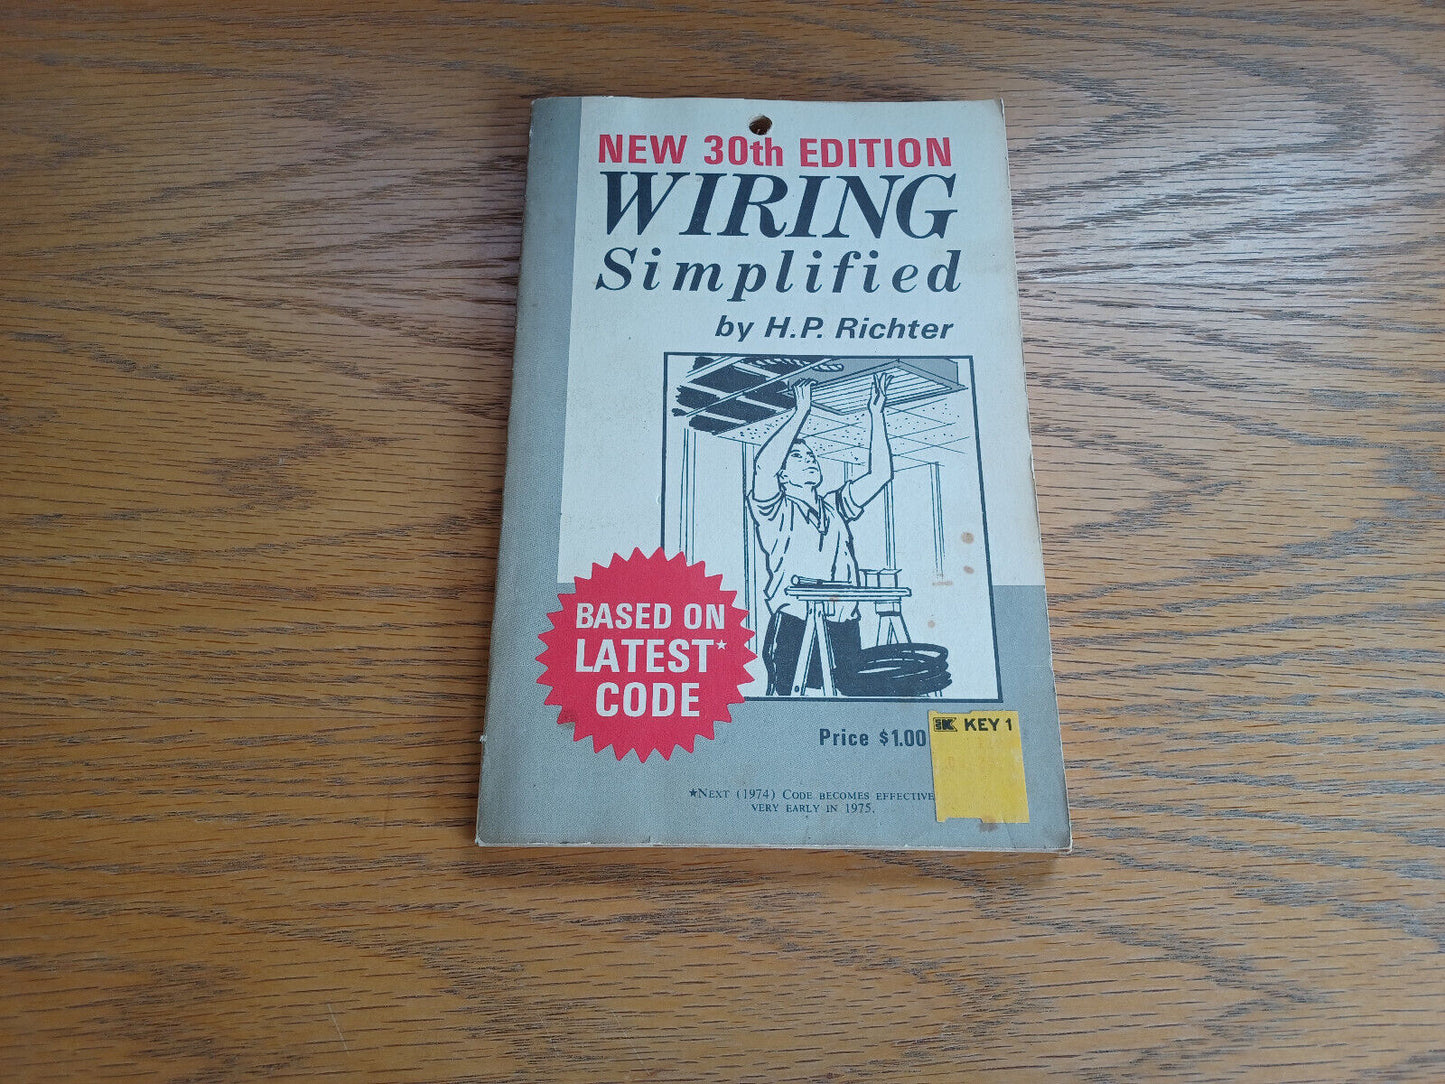 NEW 30th EDITION
WIRING
Simplified
by H.P. Richter
BASED ON
LATEST★
CODE
Price $1.00
KEY 1
★NEXT (1974) CODE BECOMES EFFECTIVE
VERY EARLY IN 1975.